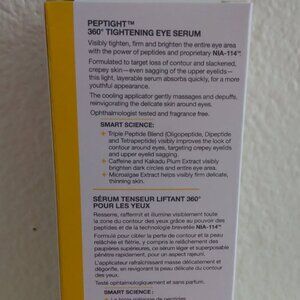 PEPTIGHT™
360° TIGHTENING EYE SERUM
Visibly tighten, firm and brighten the entire eye area
with the power of peptides and proprietary NIA-114™.
Formulated to target loss of contour and slackened,
crepey skin—even sagging of the upper eyelids—
this light, layerable serum absorbs quickly, for a more
youthful appearance.
The cooling applicator gently massages and depuffs,
reinvigorating the delicate skin around eyes.
Ophthalmologist tested and fragrance free.
SMART SCIENCE:
+ Triple Peptide Blend (Oligopeptide, Dipeptide
and Tetrapeptide) visibly improves the look of
contour around eyes, targeting crepey eyelids
and upper eyelid sagging.
+ Caffeine and Kakadu Plum Extract visibly
brighten dark circles and entire eye area.
+ Microalgae Extract helps visibly firm delicate,
thinning skin.
SÉRUM TENSEUR LIFTANT 360°
POUR LES YEUX
Resserre, raffermit et illumine visiblement toute
la zone du contour des yeux grâce au pouvoir des
peptides et de la technologie brevetée NIA-114™.
Formulé pour cibler la perte de contour et la peau
relâchée et flétrie, y compris le relâchement des
paupières supérieures, ce sérum léger et superposable
pénètre rapidement, pour un aspect plus jeune.
L'applicateur rafraîchissant masse délicatement et
dégonfle, en revigorant la peau délicate du contour
des yeux.
Testé ophtalmologiquement et sans parfum.
SMART SCIENCE: